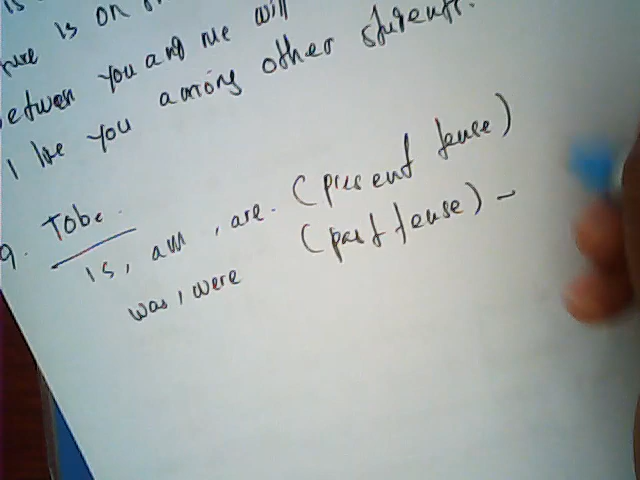 is on
between you and me will
I like you among other students.
9. Tobe.
is, am, are. (present tense)
was, were (past tense) -